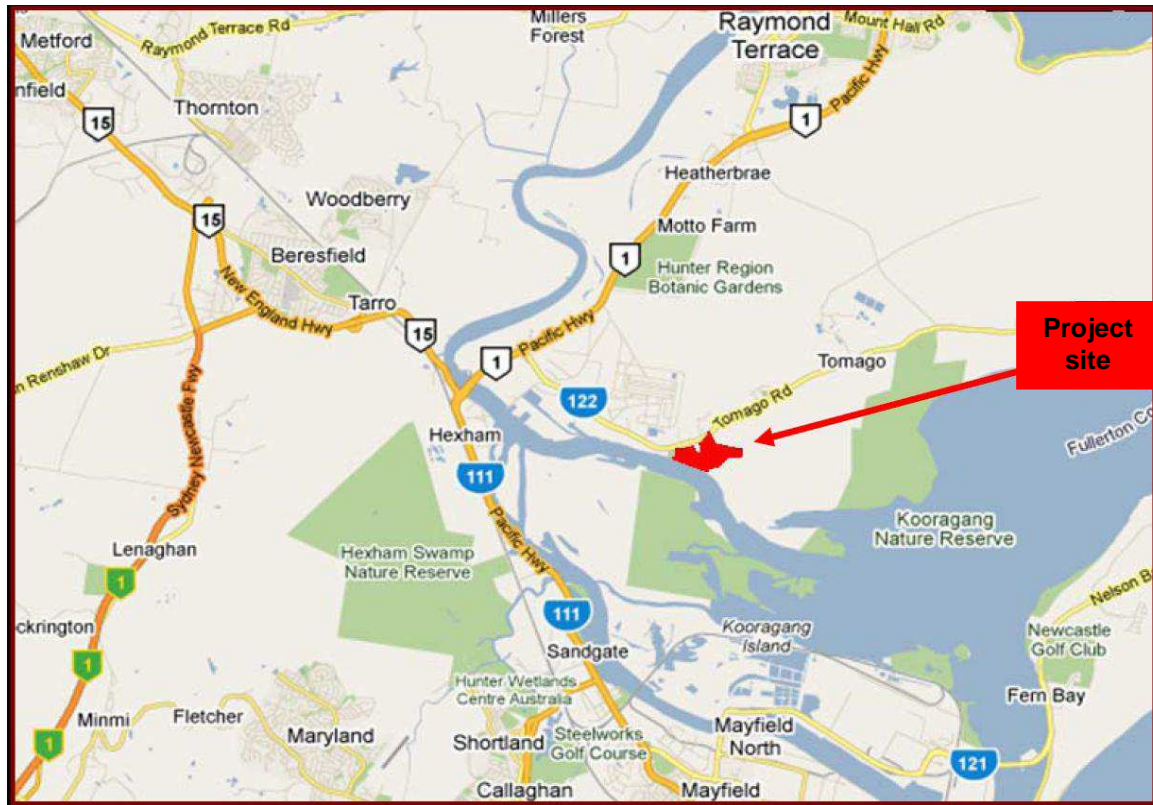 Metford
Raymond Terrace Rd
Millers
Forest
Raymond
Terrace
Mount Hall Rd
nfield
15
Thornton
1
Pacific Hwy
Heatherbrae
Woodberry
15
Motto Farm
Beresfield
1
Hunter Region
Botanic Gardens
New England Hwy
Tarro
15
1
Pacific Hwy
Project
site
n Renshaw Dr
Tomago
122
Tomago Rd
Sydney Newcastle Fwy
Hexham
111
Fullerton Co
Pacific Hwy
Lenaghan
Hexham Swamp
Nature Reserve
Kooragang
Nature Reserve
1
Nelson Ba
ckrington
111
Kooragang
Island
Newcastle
Golf Club
1
Sandgate
Hunter Wetlands
Centre Australia
Fern Bay
Minmi
Fletcher
Maryland
Shortland
Steelworks
Golf Course
Mayfield
North
1
121
Callaghan
Mayfield